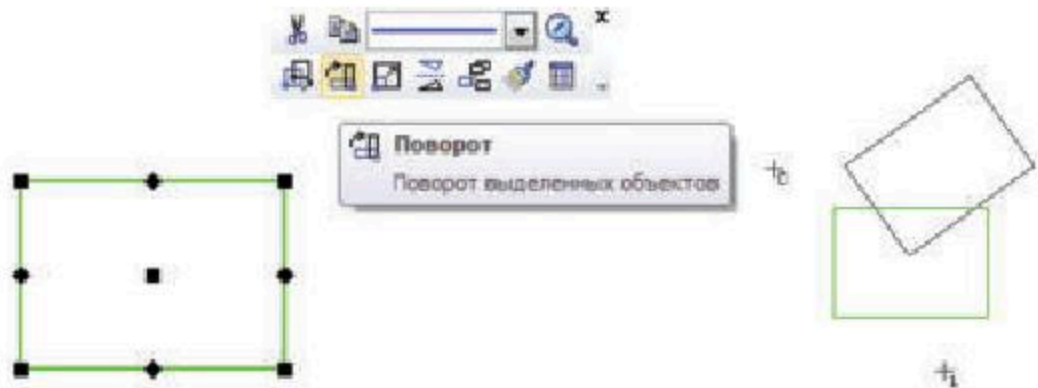 Поворот
Поворот выделенных объектов